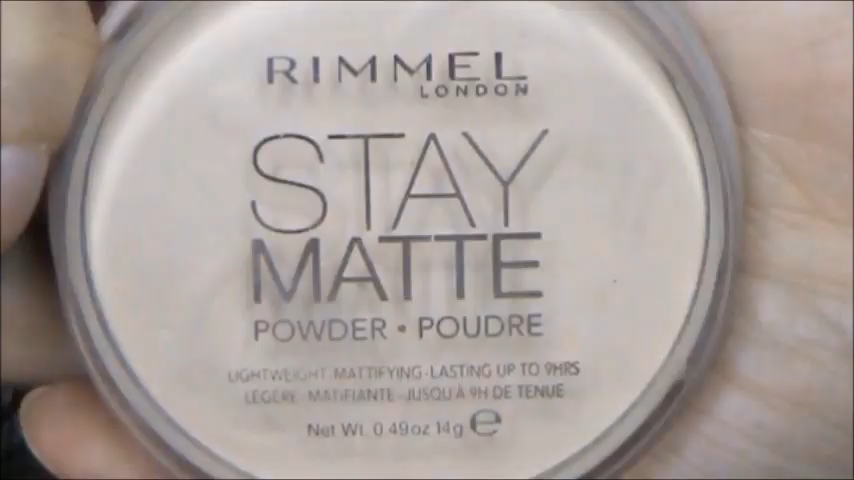 RIMMEL
LONDON
STAY
MATTE
POWDER • POUDRE
LIGHTWEIGHT · MATTIFYING · LASTING UP TO 9HRS
LÉGÈRE · MATIFIANTE · JUSQU'À 9H DE TENUE
Net Wt. 0.49oz 14g ℮